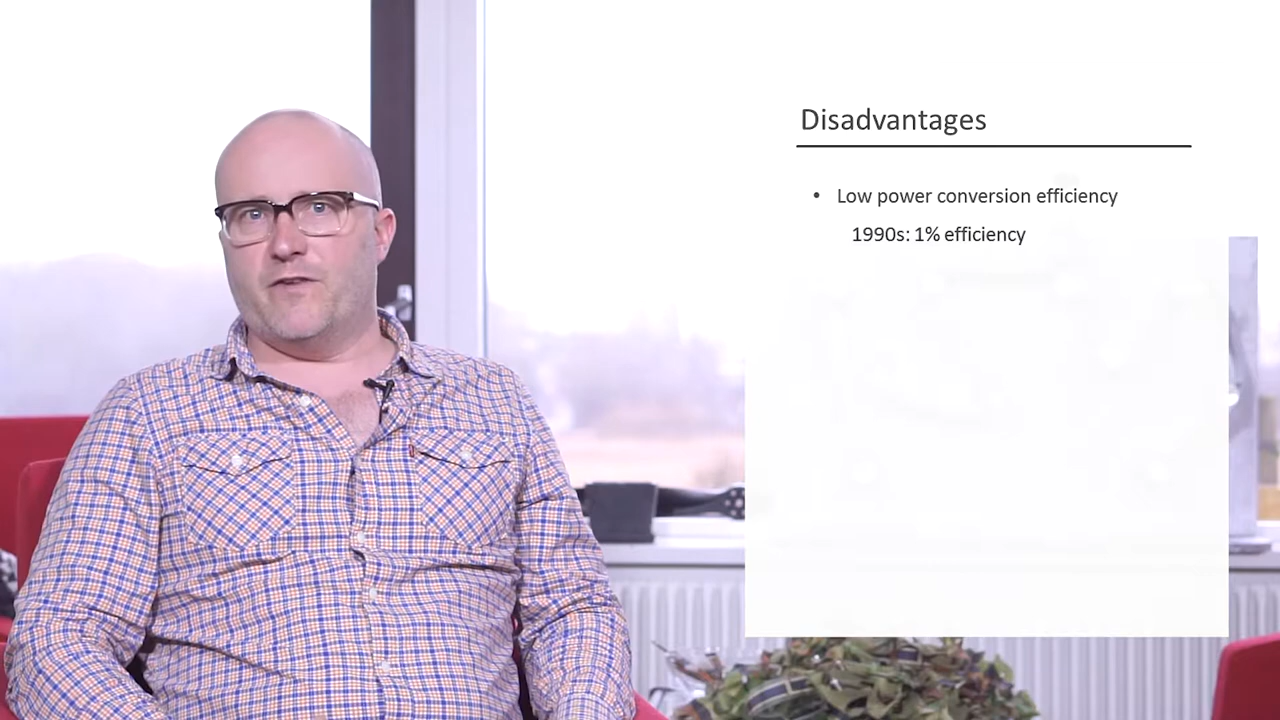 Disadvantages
• Low power conversion efficiency
1990s: 1% efficiency